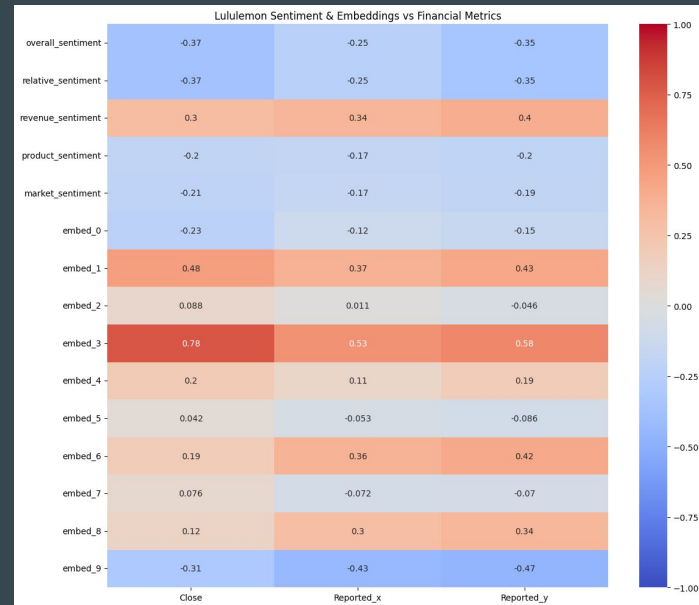 Lululemon Sentiment & Embeddings vs Financial Metrics
overall_sentiment -0.37 -0.25 -0.35
relative_sentiment -0.37 -0.25 -0.35
revenue_sentiment 0.3 0.34 0.4
product_sentiment -0.2 -0.17 -0.2
market_sentiment -0.21 -0.17 -0.19
embed_0 -0.23 -0.12 -0.15
embed_1 0.48 0.37 0.43
embed_2 0.088 0.011 -0.046
embed_3 0.78 0.53 0.58
embed_4 0.2 0.11 0.19
embed_5 0.042 -0.053 -0.086
embed_6 0.19 0.36 0.42
embed_7 0.076 -0.072 -0.07
embed_8 0.12 0.3 0.34
embed_9 -0.31 -0.43 -0.47
Close Reported_x Reported_y
1.00
0.75
0.50
0.25
0.00
−0.25
−0.50
−0.75
−1.00